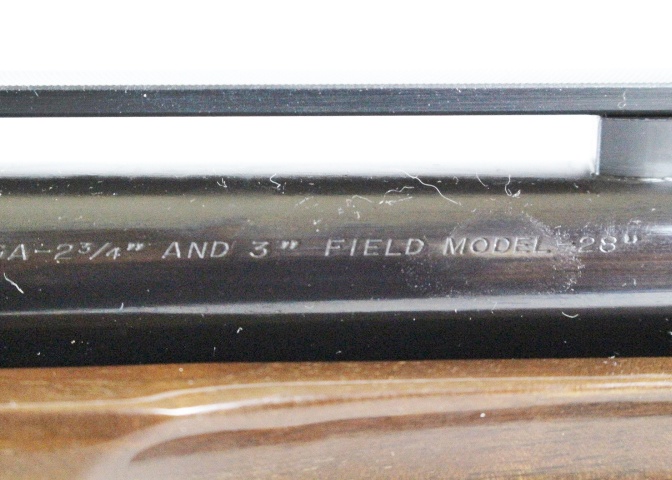 GA-2¾" AND 3" FIELD MODEL-28"